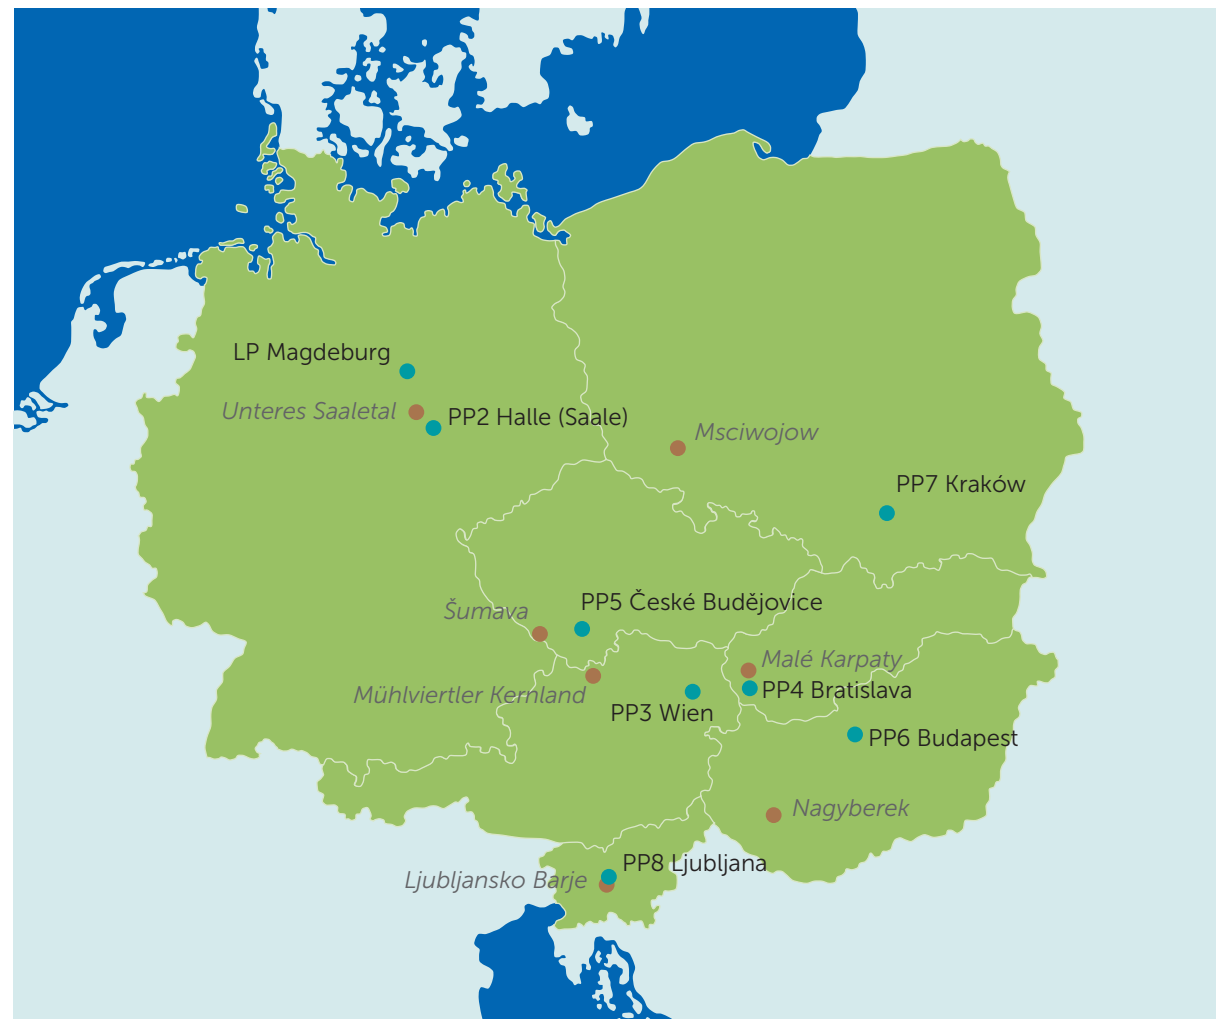 LP Magdeburg
Unteres Saaletal
PP2 Halle (Saale)
Msciwojow
PP7 Kraków
PP5 České Budějovice
Šumava
Malé Karpaty
Mühlviertler Kernland
PP4 Bratislava
PP3 Wien
PP6 Budapest
Nagyberek
PP8 Ljubljana
Ljubljansko Barje